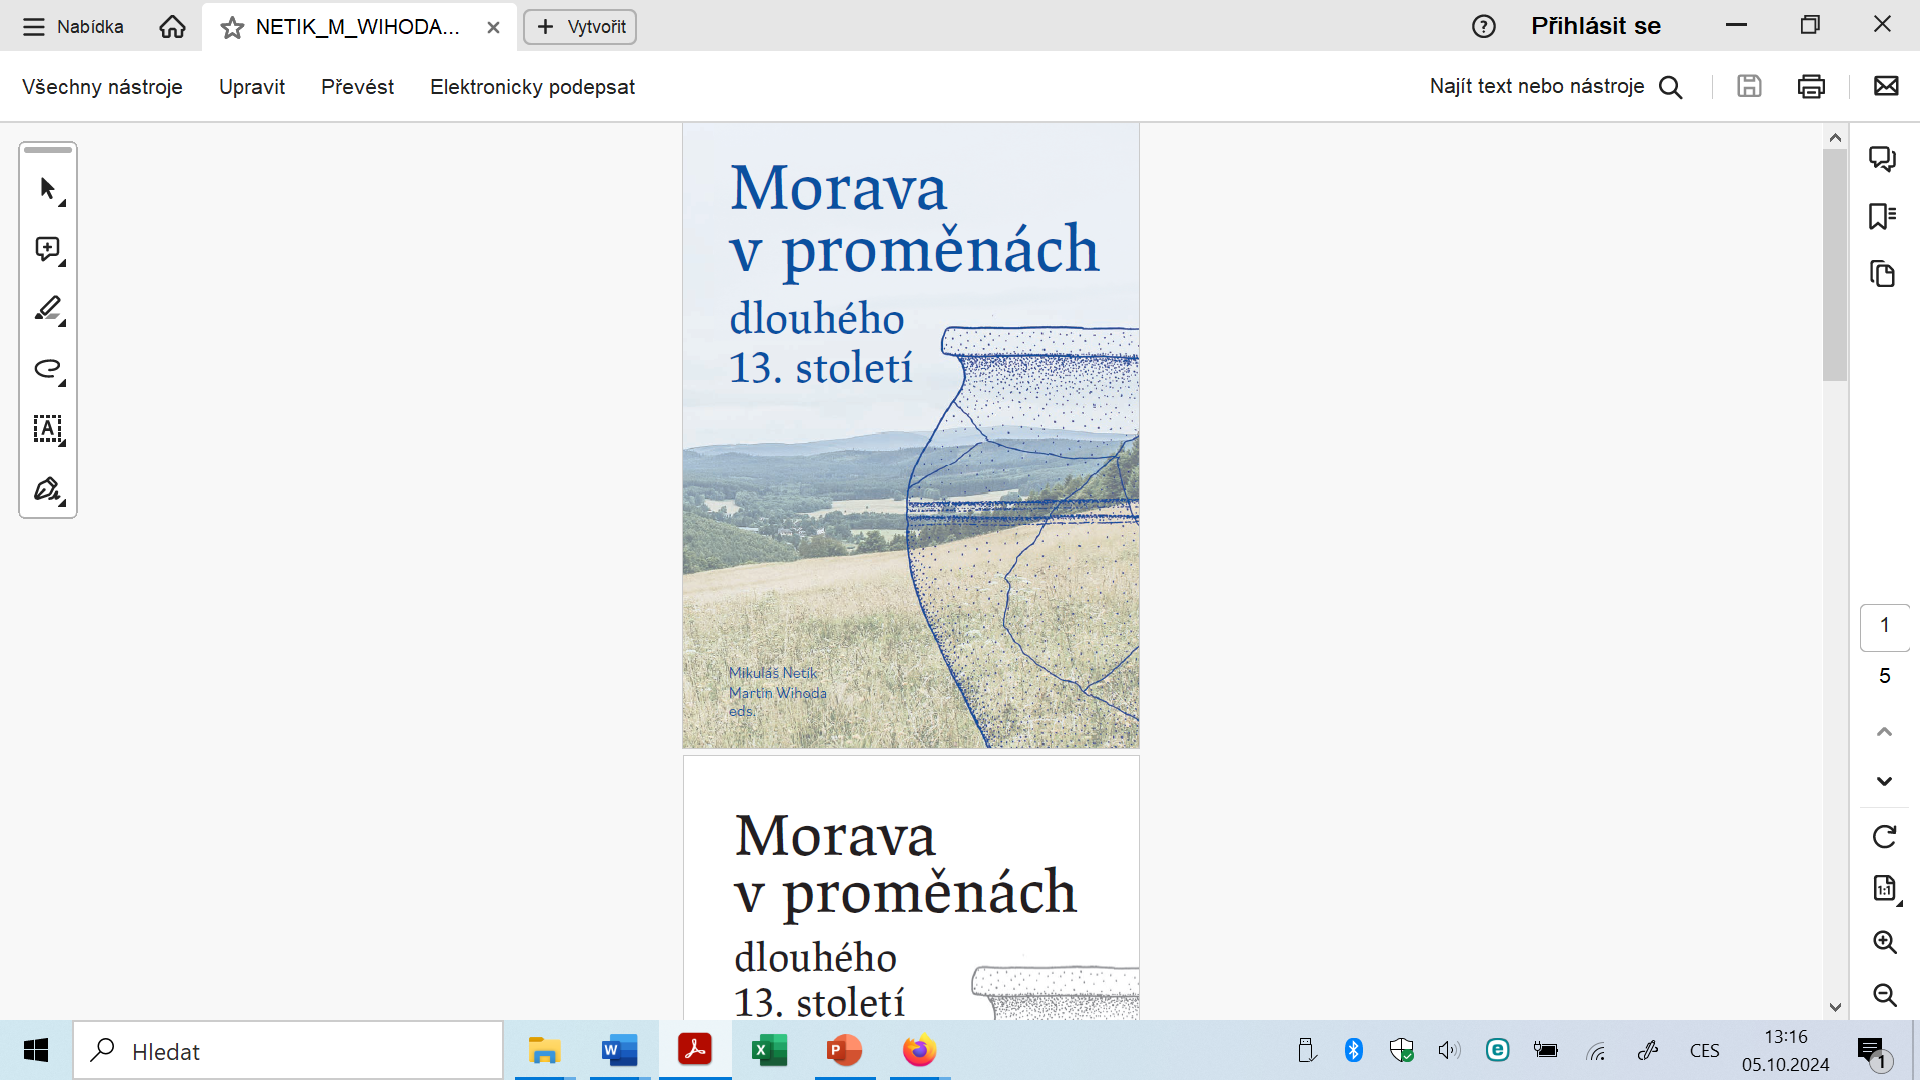 Nabídka
NETIK_M_WIHODA...
Vytvořit
Přihlásit se
Všechny nástroje
Upravit
Převést
Elektronicky podepsat
Najít text nebo nástroje
Morava
v proměnách
dlouhého
13. století
Mikuláš Netík
Martin Wihoda
eds.
Morava
v proměnách
dlouhého
13. století
1
5
Hledat
CES
13:16
05.10.2024
1